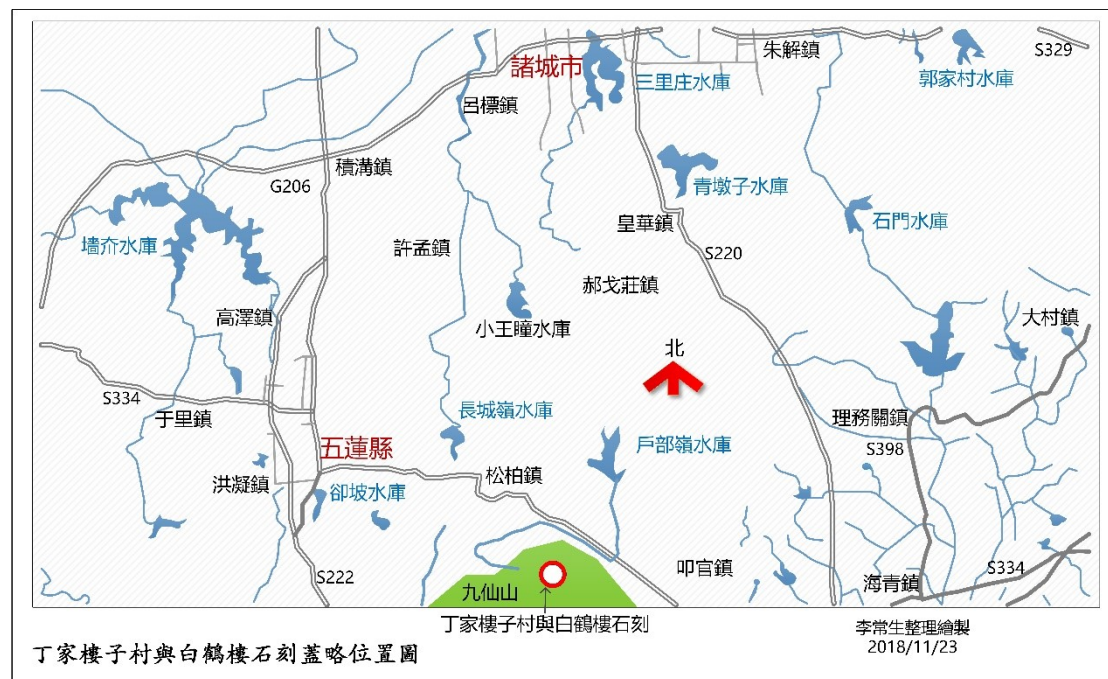 S329
朱解鎮
諸城市
三里庄水庫
郭家村水庫
呂標鎮
積溝鎮
G206
青墩子水庫
皇華鎮
石門水庫
墻夼水庫
許孟鎮
S220
郝戈莊鎮
高澤鎮
小王瞳水庫
大村鎮
北
S334
于里鎮
長城嶺水庫
理務關鎮
五蓮縣
戶部嶺水庫
S398
洪凝鎮
卻坡水庫
松柏鎮
S222
叩官鎮
S334
海青鎮
九仙山
丁家樓子村與白鶴樓石刻
李常生整理繪製
2018/11/23
丁家樓子村與白鶴樓石刻蓋略位置圖